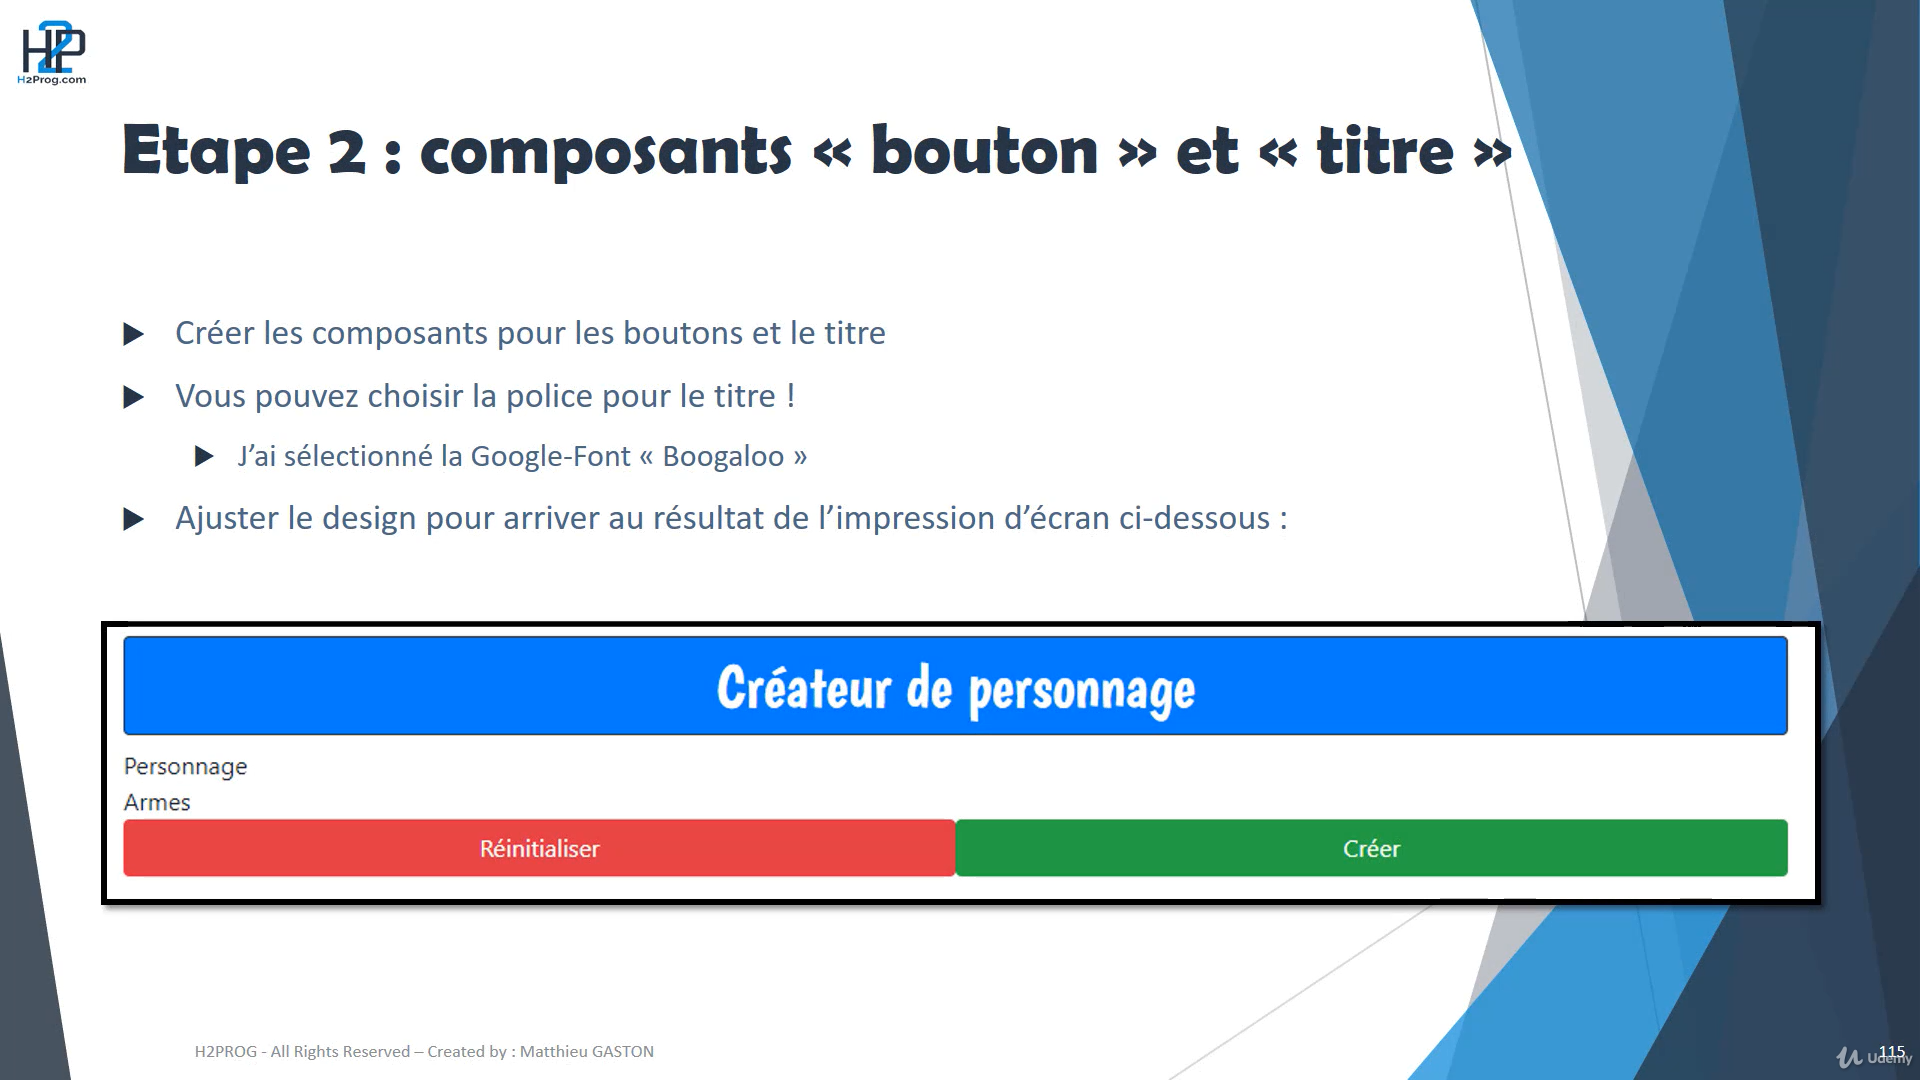 H2P
H2Prog.com
Etape 2 : composants « bouton » et « titre »
Créer les composants pour les boutons et le titre
Vous pouvez choisir la police pour le titre !
J’ai sélectionné la Google-Font « Boogaloo »
Ajuster le design pour arriver au résultat de l’impression d’écran ci-dessous :
Créateur de personnage
Personnage
Armes
Réinitialiser Créer
H2PROG - All Rights Reserved – Created by : Matthieu GASTON
115
Udemy